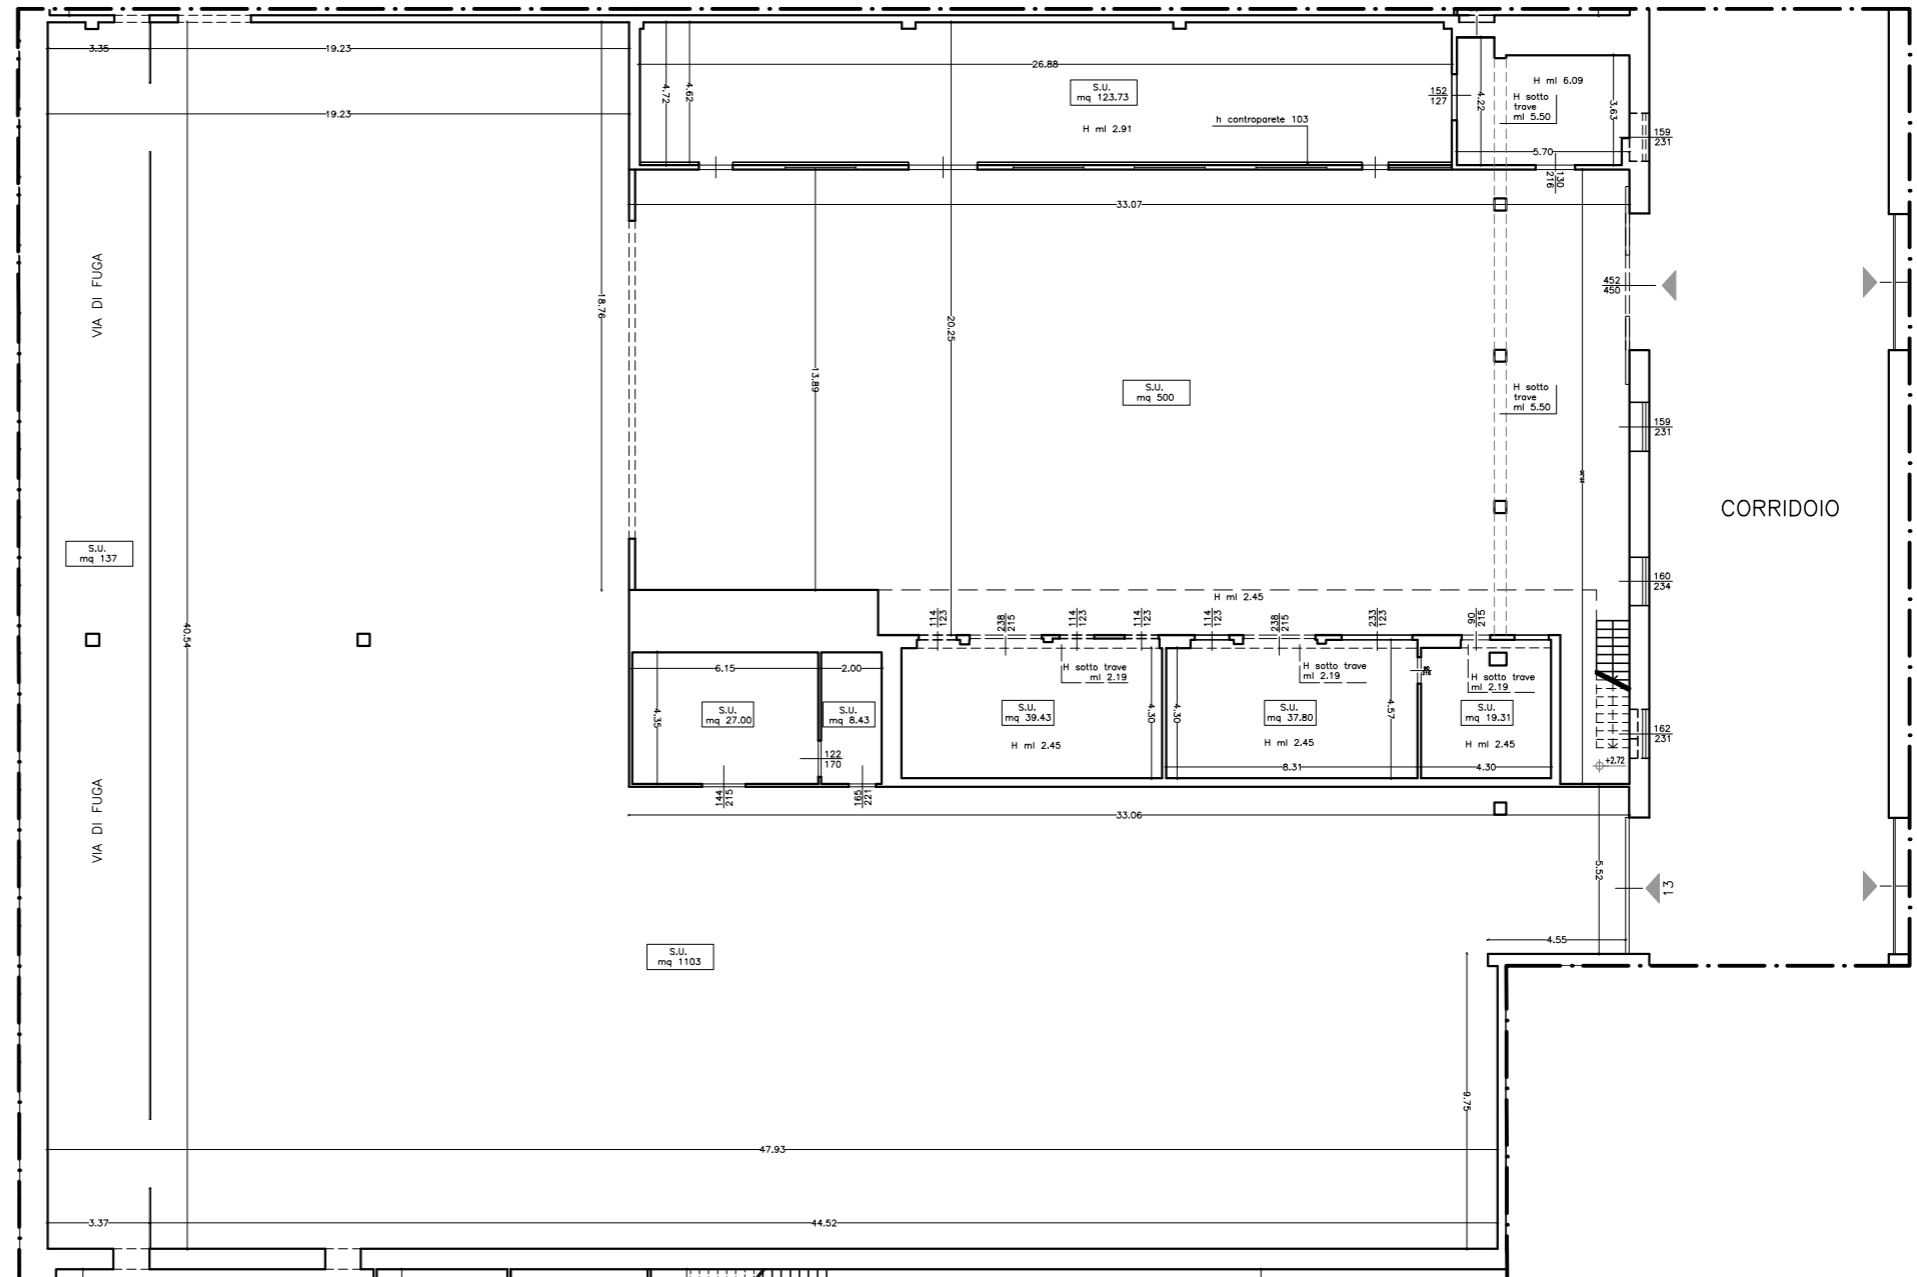 3.35
19.23
19.23
26.88
4.72
4.62
S.U.
mq 123.73
H ml 2.91
h controparete 103
152
127
4.22
H ml 6.09
H sotto
trave
ml 5.50
3.63
5.70
159
231
130
216
33.07
VIA DI FUGA
18.76
20.25
13.89
452
450
S.U.
mq 500
H sotto
trave
ml 5.50
159
231
CORRIDOIO
S.U.
mq 137
160
234
40.54
H ml 2.45
114
123
238
215
114
123
114
123
114
123
238
215
233
123
90
215
6.15
2.00
H sotto trave
ml 2.19
H sotto trave
ml 2.19
H sotto trave
ml 2.19
4.35
S.U.
mq 27.00
S.U.
mq 8.43
S.U.
mq 39.43
H ml 2.45
4.30
4.30
S.U.
mq 37.80
H ml 2.45
4.57
S.U.
mq 19.31
H ml 2.45
162
231
+2.72
122
170
8.31
4.30
144
215
165
221
33.06
VIA DI FUGA
5.52
13
4.55
S.U.
mq 1103
9.75
47.93
3.37
44.52